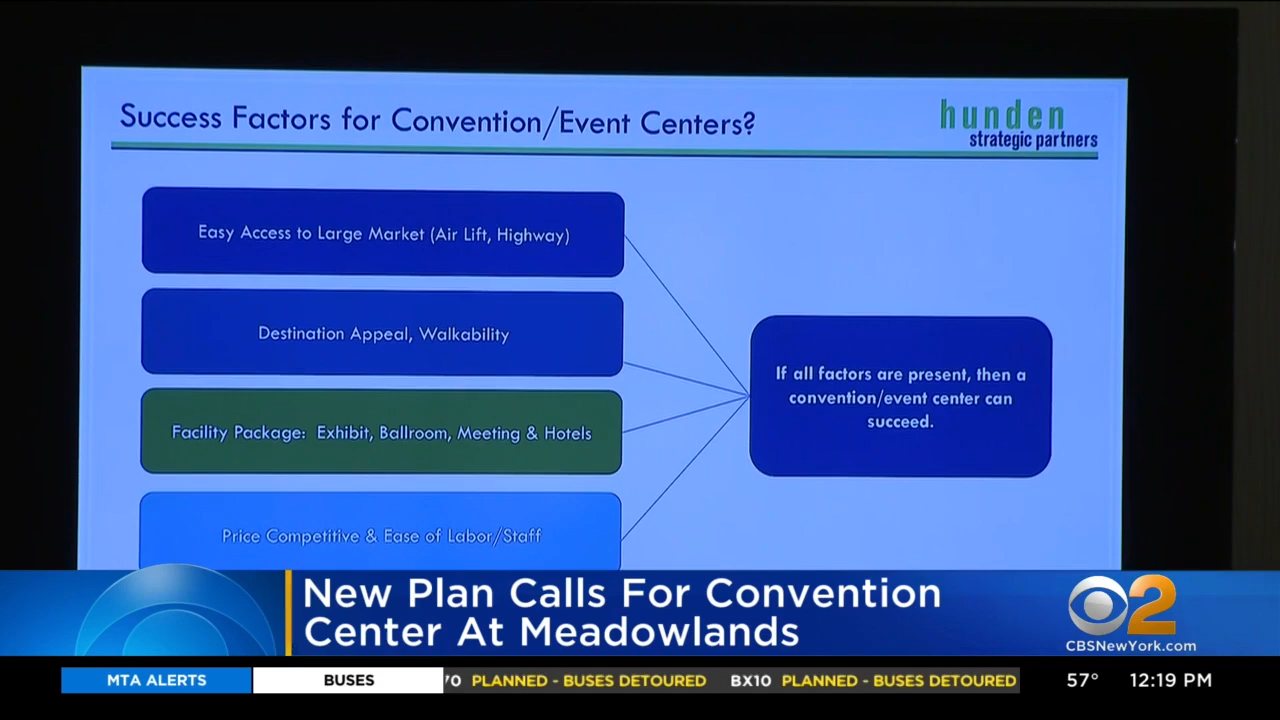 Success Factors for Convention/Event Centers?
hunden
strategic partners
Easy Access to Large Market (Air Lift, Highway)
Destination Appeal, Walkability
Facility Package: Exhibit, Ballroom, Meeting & Hotels
Price Competitive & Ease of Labor/Staff
If all factors are present, then a
convention/event center can
succeed.
New Plan Calls For Convention
Center At Meadowlands
2
CBSNewYork.com
MTA ALERTS
BUSES
PLANNED - BUSES DETOURED
BX10
PLANNED - BUSES DETOURED
57°
12:19 PM